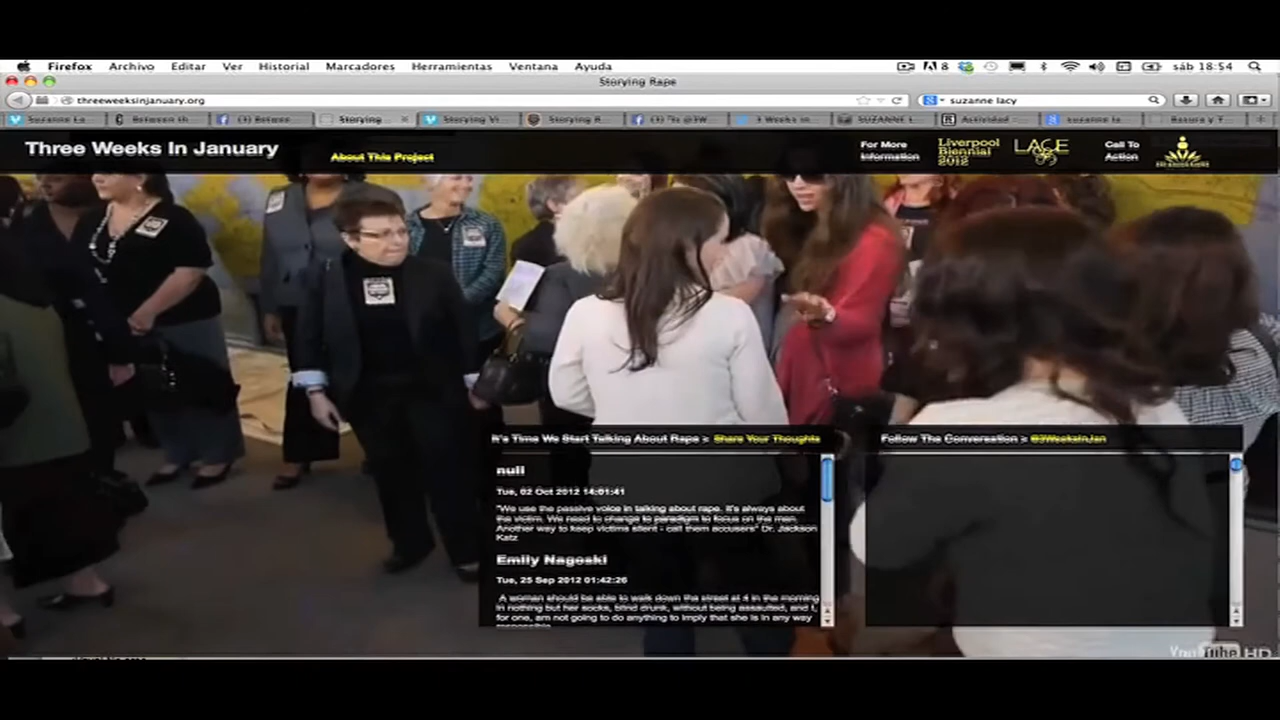 Firefox Archivo Editar Ver Historial Marcadores Herramientas Ventana Ayuda
8 sáb 18:54
Storying Rape
threeweeksinjanuary.org
suzanne lacy
Storying
Three Weeks In January
About This Project
For More
Information
Liverpool
Biennial
2012
LACE
Call To
Action
It's Time We Start Talking About Rape > Share Your Thoughts
Follow The Conversation > @3WeeksInJan
null
Tue, 02 Oct 2012 14:01:41
"We use the passive voice in talking about rape. It's always about
the victim. We need to change to paradigm to focus on the man.
Another way to keep victims silent - call them accusers" Dr. Jackson
Katz
Emily Nagoski
Tue, 25 Sep 2012 01:42:26
A woman should be able to walk down the street at 4 in the morning
in nothing but her socks, blind drunk, without being assaulted, and I,
for one, am not going to do anything to imply that she is in any way
responsible
YouTube HD